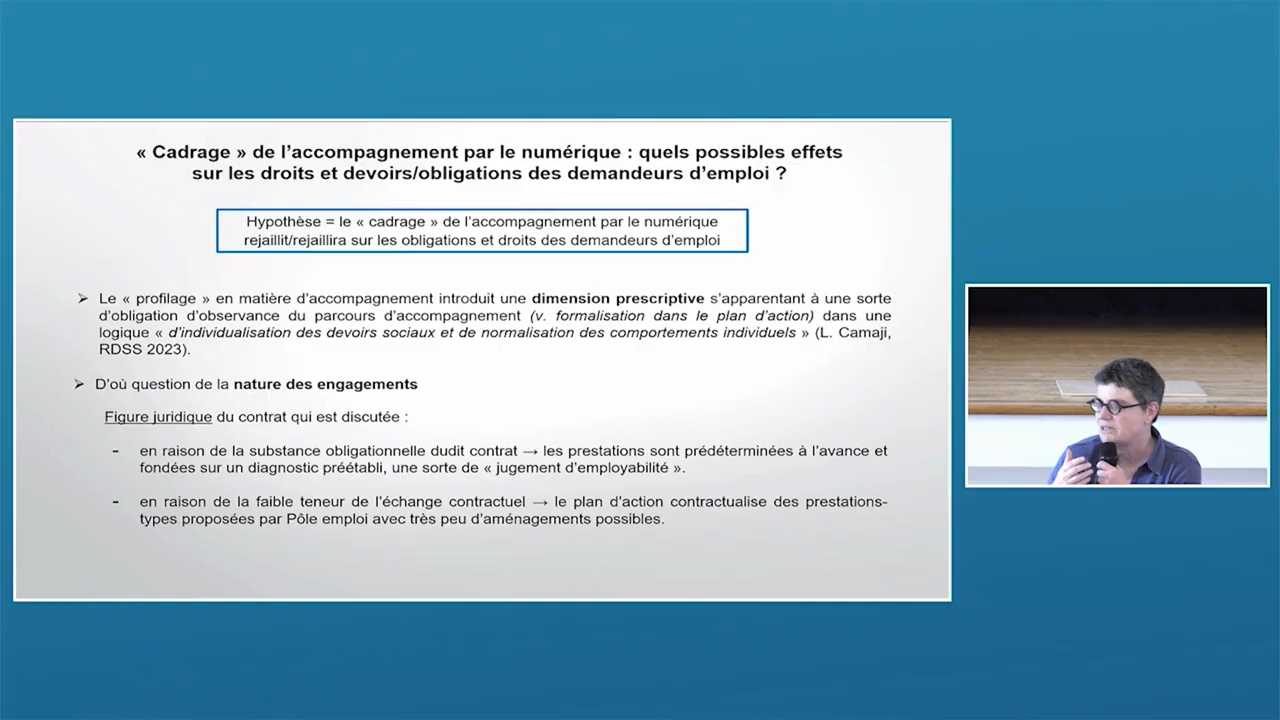 « Cadrage » de l'accompagnement par le numérique : quels possibles effets
sur les droits et devoirs/obligations des demandeurs d'emploi ?
Hypothèse = le « cadrage » de l'accompagnement par le numérique
rejaillit/rejaillira sur les obligations et droits des demandeurs d'emploi
➢ Le « profilage » en matière d'accompagnement introduit une dimension prescriptive s'apparentant à une sorte
d'obligation d'observance du parcours d'accompagnement (v. formalisation dans le plan d'action) dans une
logique « d'individualisation des devoirs sociaux et de normalisation des comportements individuels » (L. Camaji,
RDSS 2023).
➢ D'où question de la nature des engagements
Figure juridique du contrat qui est discutée :
- en raison de la substance obligationnelle dudit contrat → les prestations sont prédéterminées à l'avance et
fondées sur un diagnostic préétabli, une sorte de « jugement d'employabilité ».
- en raison de la faible teneur de l'échange contractuel → le plan d'action contractualise des prestations-
types proposées par Pôle emploi avec très peu d'aménagements possibles.